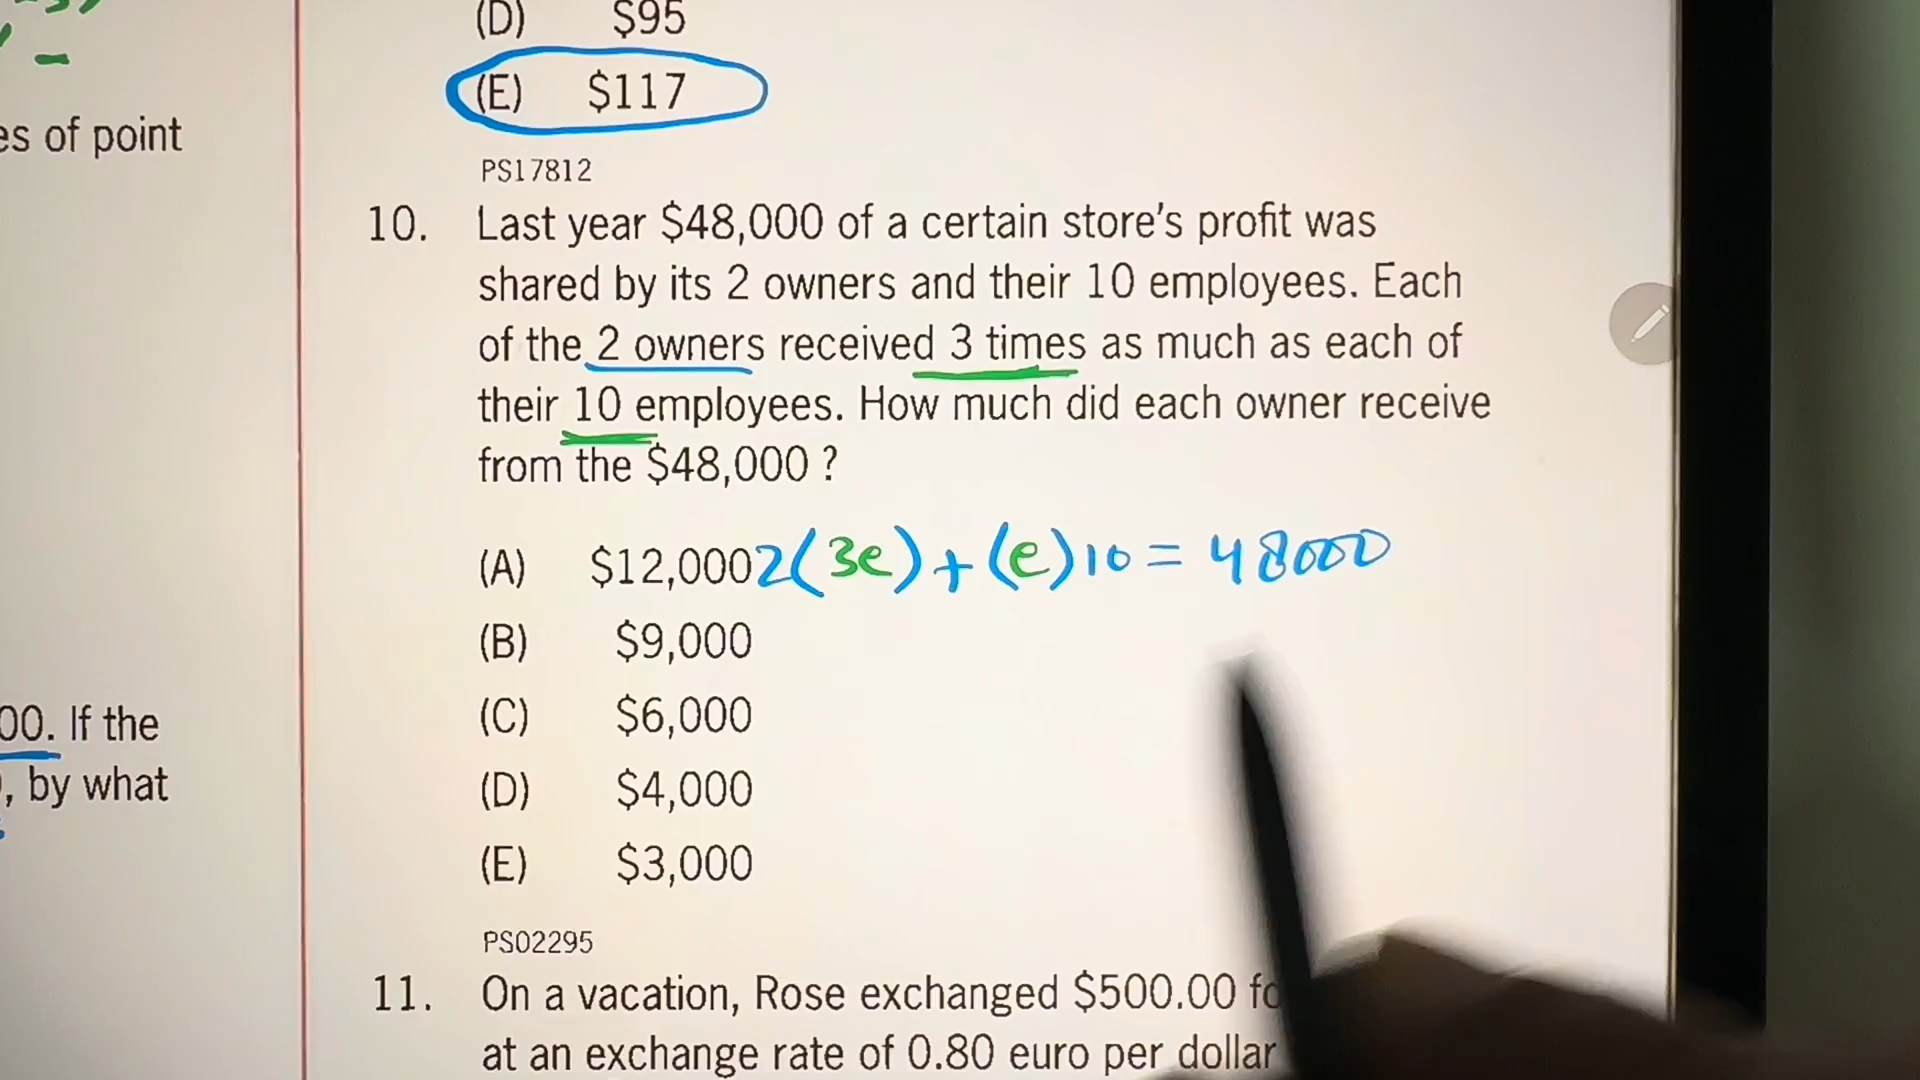 (D) $95
(E) $117
es of point
PS17812
10. Last year $48,000 of a certain store's profit was
shared by its 2 owners and their 10 employees. Each
of the 2 owners received 3 times as much as each of
their 10 employees. How much did each owner receive
from the $48,000 ?
(A) $12,000 2(3e)+(e)10 = 48000
(B) $9,000
(C) $6,000
00. If the
(D) $4,000
, by what
(E) $3,000
PS02295
11. On a vacation, Rose exchanged $500.00
at an exchange rate of 0.80 euro per dollar